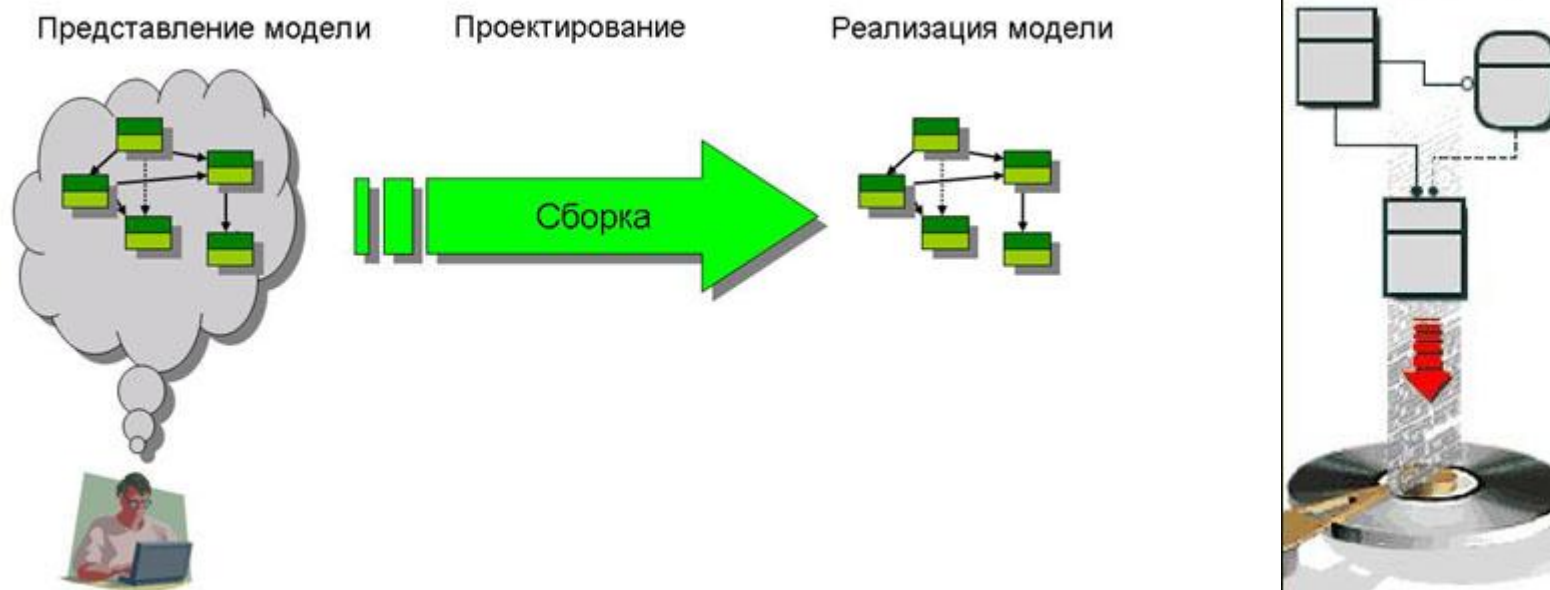 Представление модели
Проектирование
Реализация модели
Сборка